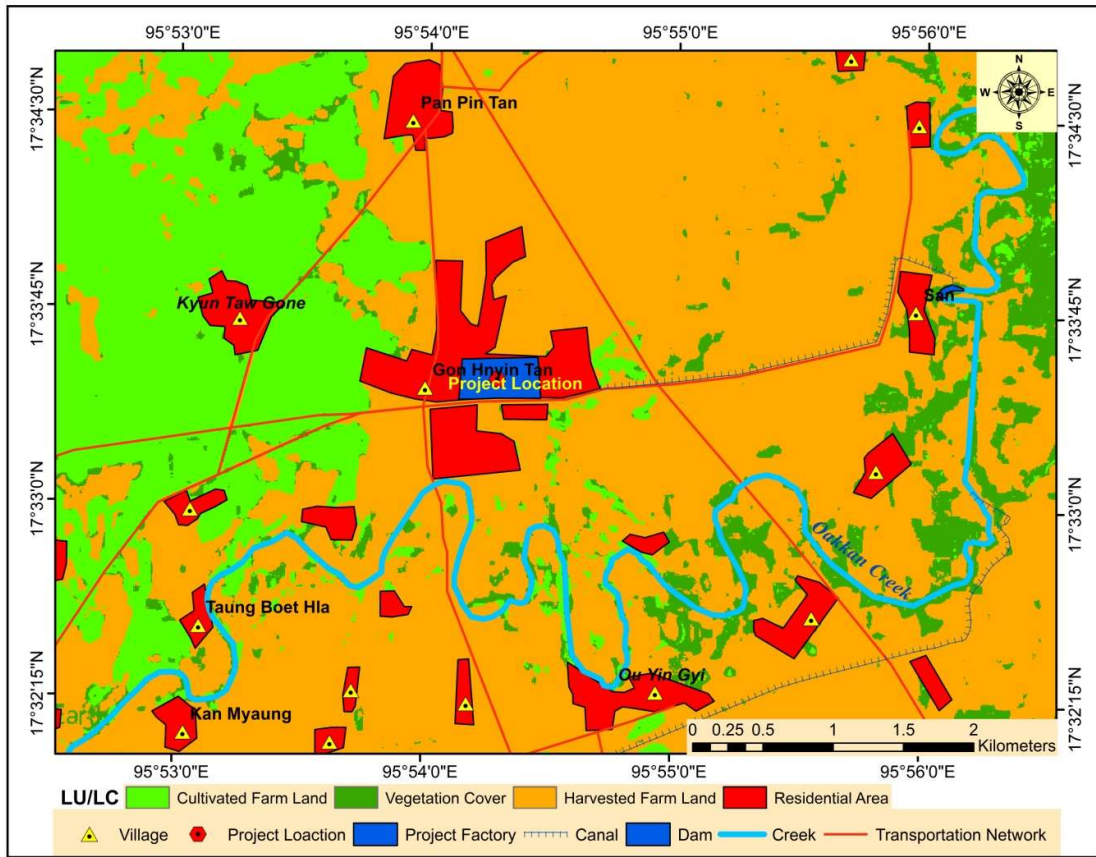 95°53'0"E 95°54'0"E 95°55'0"E 95°56'0"E
N
W E
S
17°34'30"N
17°34'30"N
Pan Pin Tan
17°33'45"N
17°33'45"N
Kyun Taw Gone
San
Gon Hnyin Tan
Project Location
17°33'0"N
17°33'0"N
Oakkan Creek
Taung Boet Hla
Ou Yin Gyi
17°32'15"N
17°32'15"N
Kan Myaung
Earth
0 0.25 0.5 1 1.5 2
Kilometers
95°53'0"E 95°54'0"E 95°55'0"E 95°56'0"E
LU/LC Cultivated Farm Land Vegetation Cover Harvested Farm Land Residential Area
Village Project Loaction Project Factory Canal Dam Creek Transportation Network